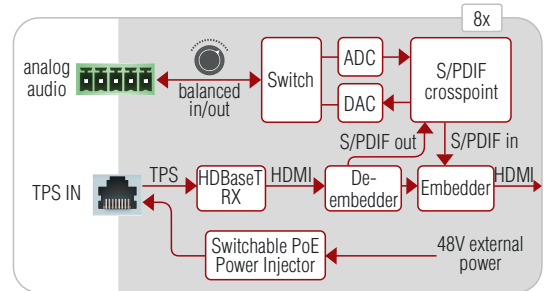 8x
analog
audio
balanced
in/out
Switch
ADC
DAC
S/PDIF
crosspoint
S/PDIF out
S/PDIF in
TPS IN
TPS
HDBaseT
RX
HDMI
De-
embedder
Embedder
HDMI
Switchable PoE
Power Injector
48V external
power